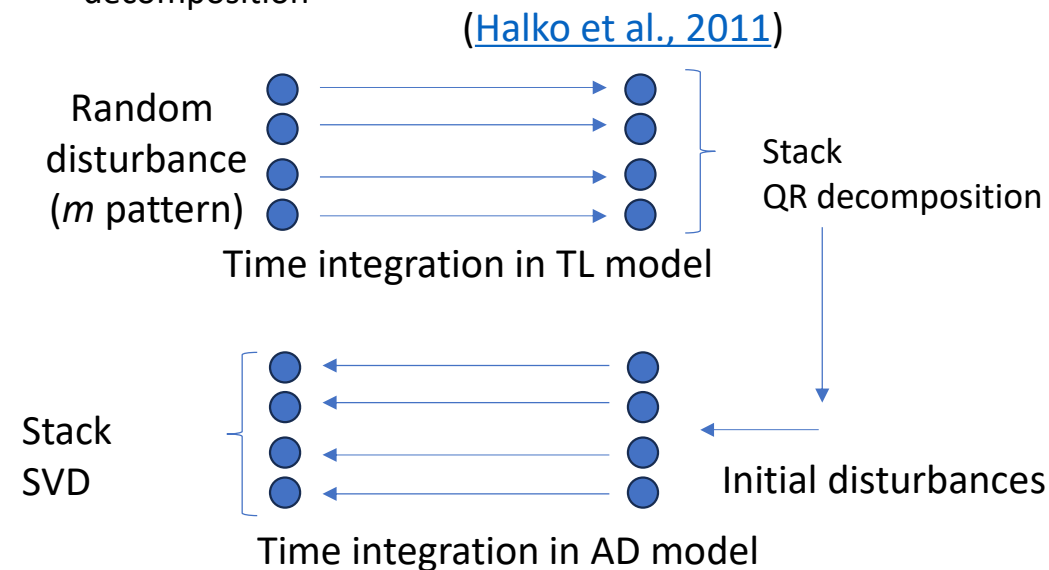 decomposition
(Halko et al., 2011)
Random
disturbance
(m pattern)
Stack
QR decomposition
Time integration in TL model
Stack
SVD
Initial disturbances
Time integration in AD model